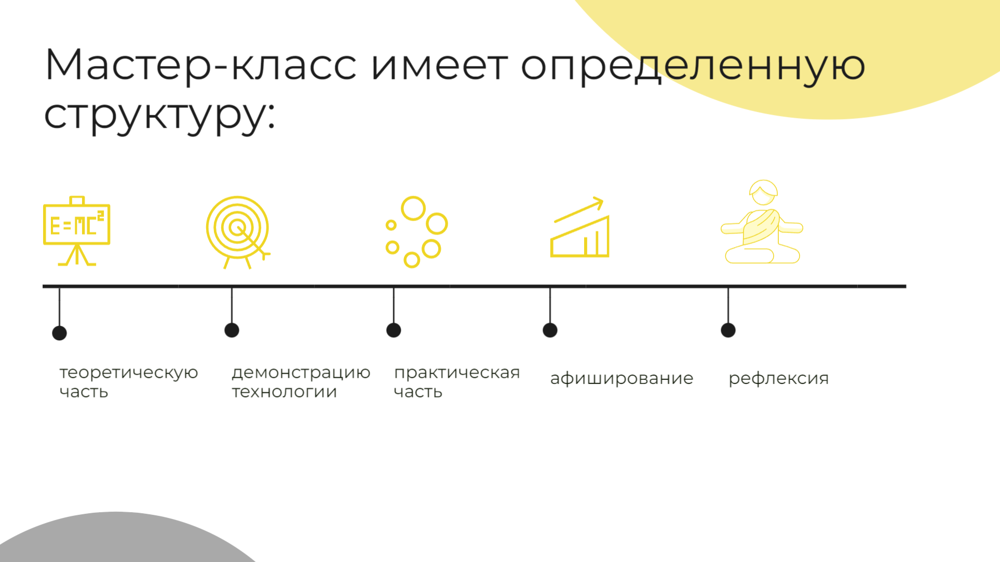 Мастер-класс имеет определенную
структуру:
E=MC²
теоретическую
часть
демонстрацию
технологии
практическая
часть
афиширование
рефлексия